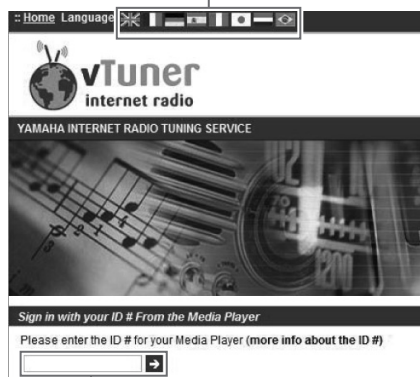 :: Home Language
vTuner
internet radio
YAMAHA INTERNET RADIO TUNING SERVICE
Sign in with your ID # From the Media Player
Please enter the ID # for your Media Player (more info about the ID #)